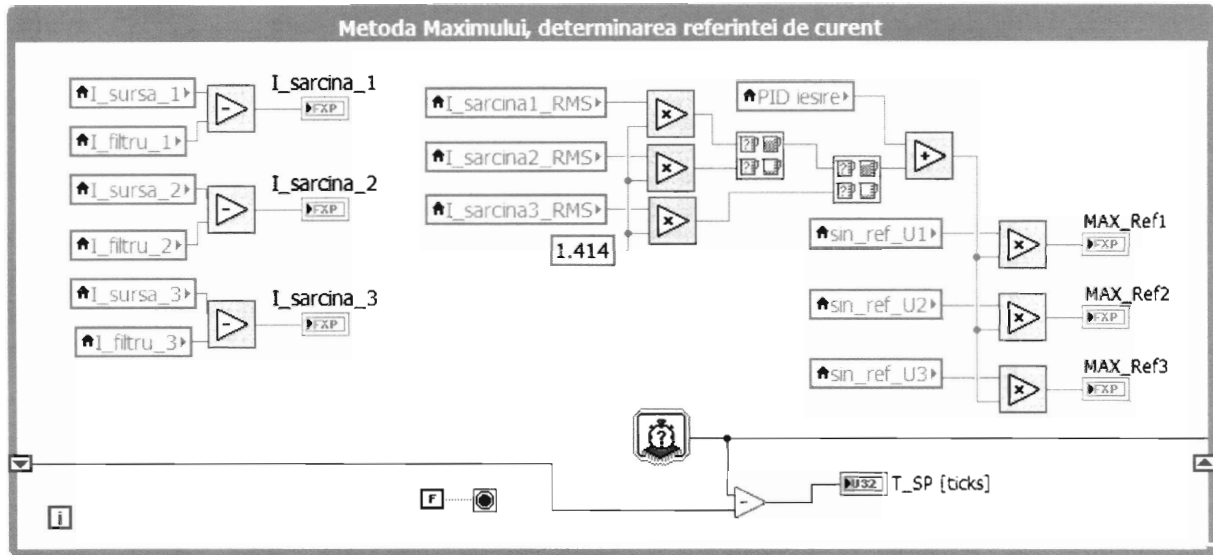 Metoda Maximului, determinarea referintei de curent
I_sursa_1
I_filtru_1
I_sarcina_1
FXP
I_sursa_2
I_filtru_2
I_sarcina_2
FXP
I_sursa_3
I_filtru_3
I_sarcina_3
FXP
I_sarcina1_RMS
I_sarcina2_RMS
I_sarcina3_RMS
1.414
PID iesire
sin_ref_U1
MAX_Ref1
FXP
sin_ref_U2
MAX_Ref2
FXP
sin_ref_U3
MAX_Ref3
FXP
U32
T_SP [ticks]
F
i